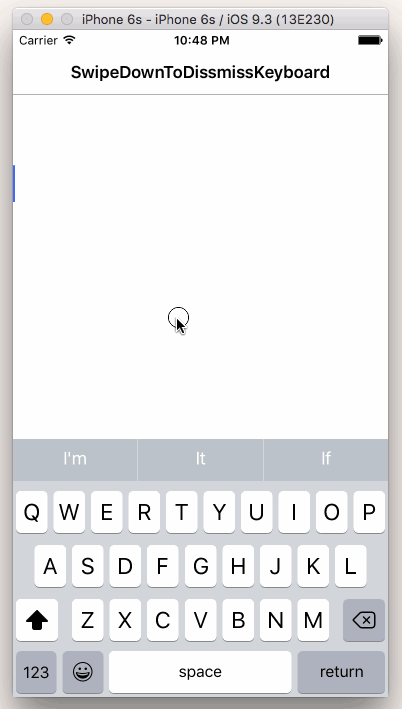 iPhone 6s - iPhone 6s / iOS 9.3 (13E230)
Carrier 10:48 PM
SwipeDownToDissmissKeyboard
I'm It If
Q W E R T Y U I O P
A S D F G H J K L
Z X C V B N M
123 space return